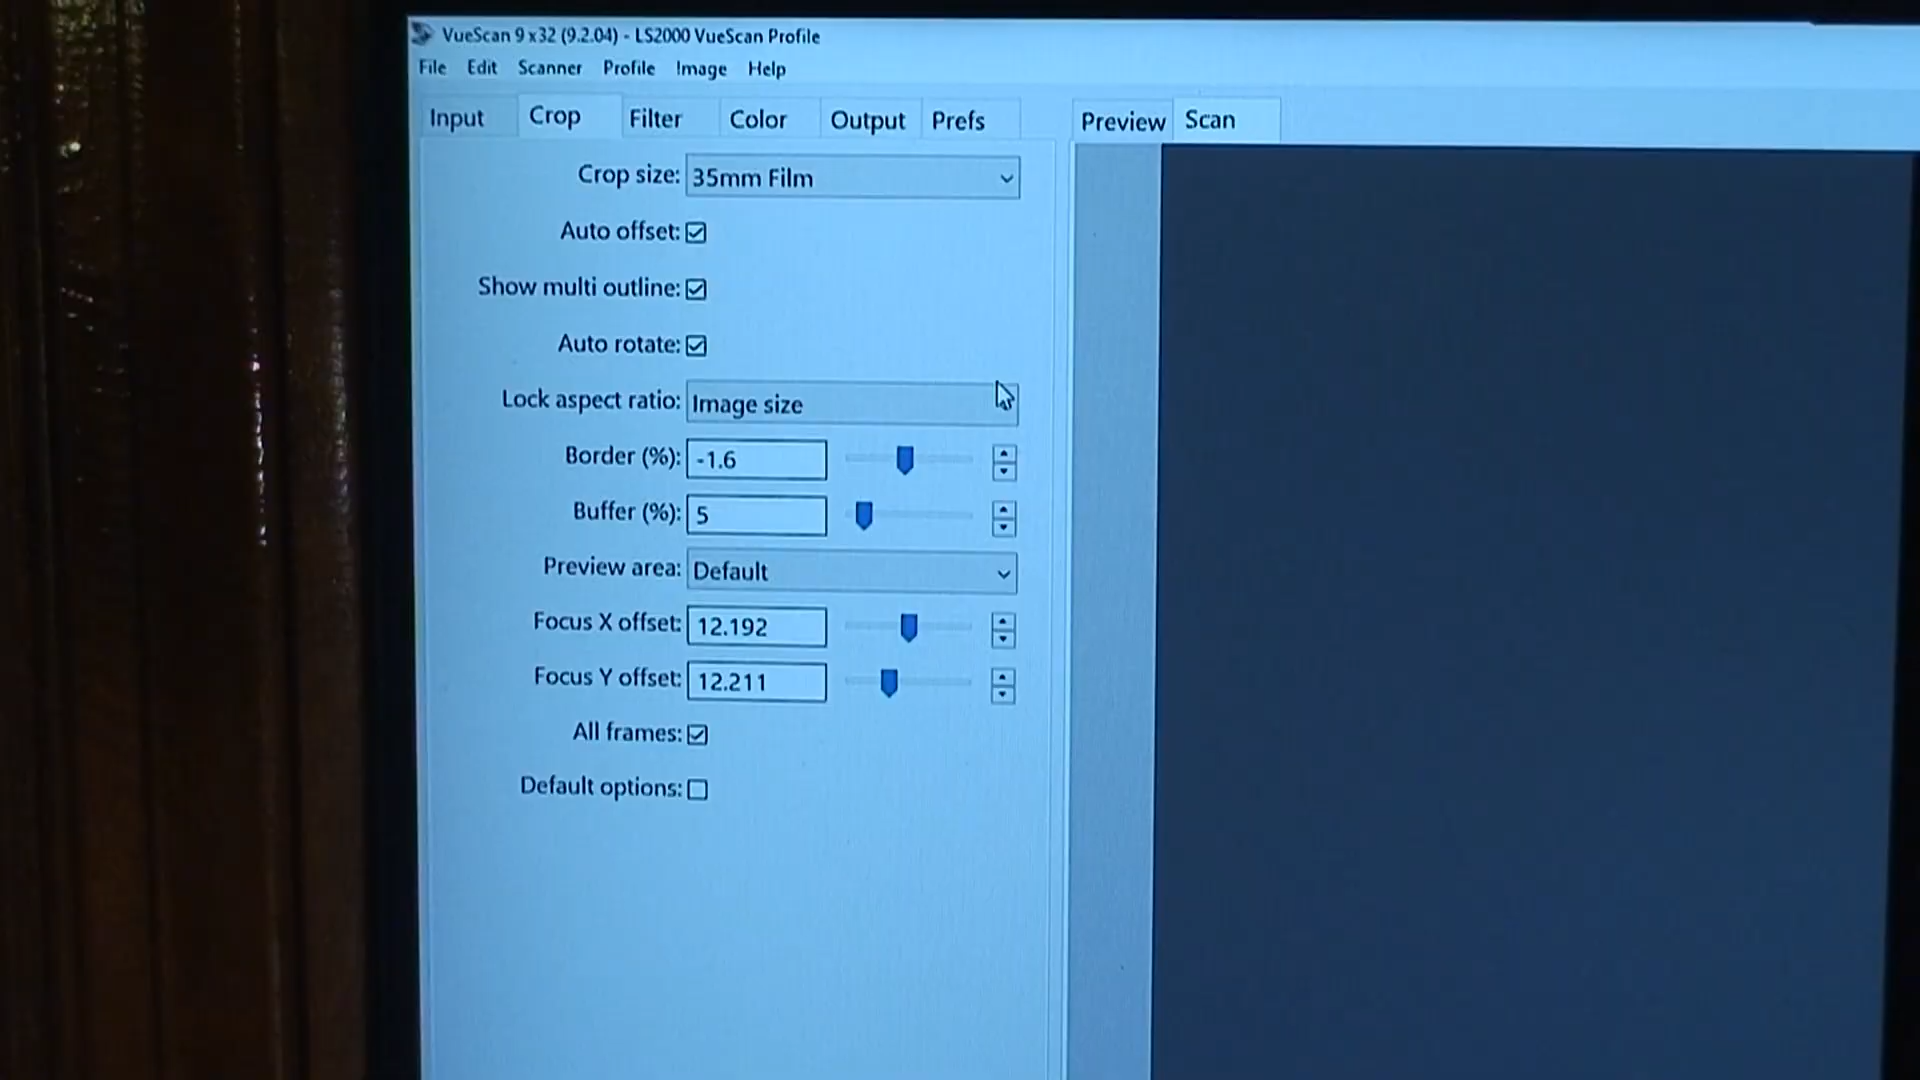 VueScan 9 x32 (9.2.04) - LS2000 VueScan Profile
File Edit Scanner Profile Image Help
Input Crop Filter Color Output Prefs Preview Scan
Crop size: 35mm Film
Auto offset:
Show multi outline:
Auto rotate:
Lock aspect ratio: Image size
Border (%): -1.6
Buffer (%): 5
Preview area: Default
Focus X offset: 12.192
Focus Y offset: 12.211
All frames:
Default options: